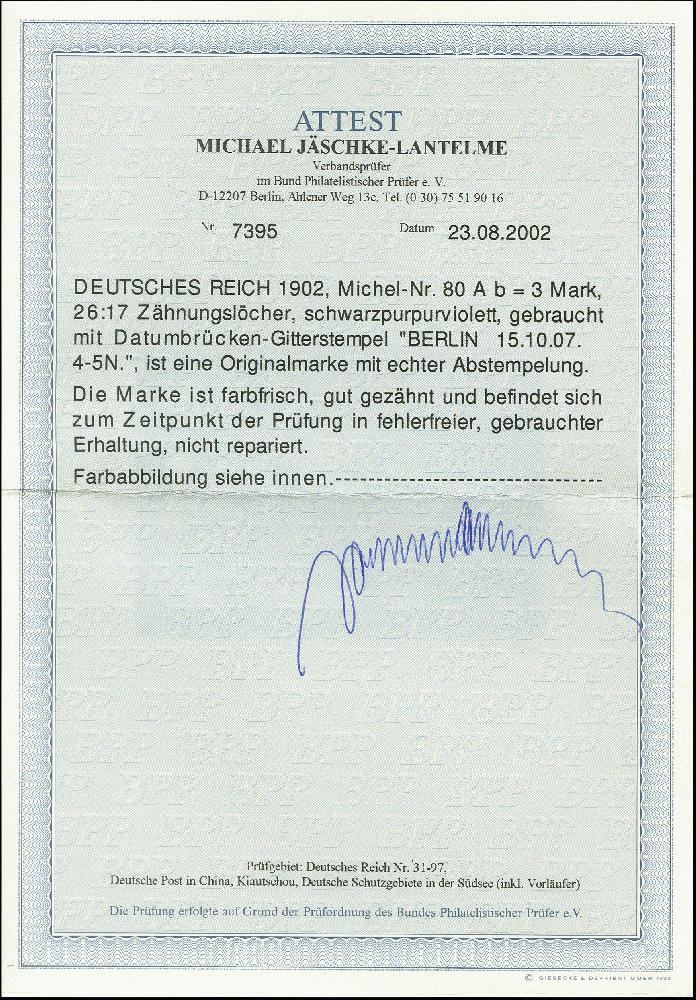 ATTEST
MICHAEL JÄSCHKE-LANTELME
Verbandsprüfer
im Bund Philatelistischer Prüfer e. V.
D-12207 Berlin, Ahlener Weg 13c, Tel. (0 30) 75 51 90 16
Nr. 7395 Datum 23.08.2002
DEUTSCHES REICH 1902, Michel-Nr. 80 A b = 3 Mark,
26:17 Zähnungslöcher, schwarzpurpurviolett, gebraucht
mit Datumbrücken-Gitterstempel "BERLIN 15.10.07.
4-5N.", ist eine Originalmarke mit echter Abstempelung.
Die Marke ist farbfrisch, gut gezähnt und befindet sich
zum Zeitpunkt der Prüfung in fehlerfreier, gebrauchter
Erhaltung, nicht repariert.
Farbabbildung siehe innen.--------------------------------
Prüfgebiet: Deutsches Reich Nr. 31-97,
Deutsche Post in China, Kiautschou, Deutsche Schutzgebiete in der Südsee (inkl. Vorläufer)
Die Prüfung erfolgte auf Grund der Prüfordnung des Bundes Philatelistischer Prüfer e.V.
© GIESECKE & DEVRIENT GMBH